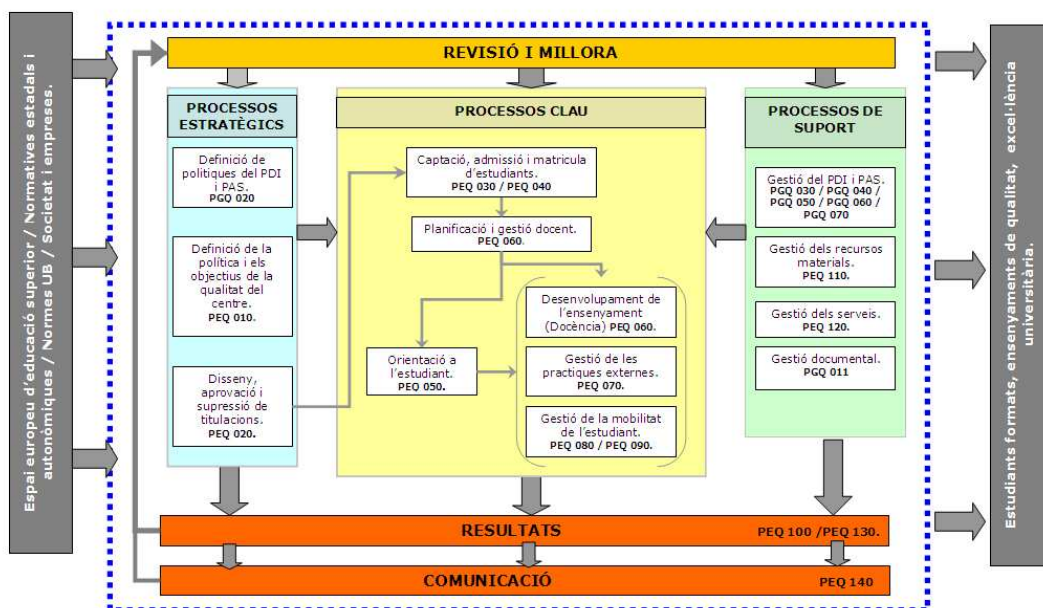 Espai europeu d'educació superior / Normatives estadals i
autonòmiques / Normes UB / Societat i empreses.
REVISIÓ I MILLORA
PROCESSOS
ESTRATÈGICS
Definició de
politiques del PDI
i PAS.
PGQ 020
Definició de la
política i els
objectius de la
qualitat del
centre.
PEQ 010.
Disseny,
aprovació i
supressió de
titulacions.
PEQ 020.
PROCESSOS CLAU
Captació, admissió i matricula
d'estudiants.
PEQ 030 / PEQ 040
Planificació i gestió docent.
PEQ 060.
Orientació a
l'estudiant.
PEQ 050.
Desenvolupament de
l'ensenyament
(Docència) PEQ 060.
Gestió de les
practiques externes.
PEQ 070.
Gestió de la mobilitat
de l'estudiant.
PEQ 080 / PEQ 090.
PROCESSOS DE
SUPORT
Gestió del PDI i PAS.
PGQ 030 / PGQ 040 /
PGQ 050 / PGQ 060 /
PGQ 070
Gestió dels recursos
materials.
PEQ 110.
Gestió dels serveis.
PEQ 120.
Gestió documental.
PGQ 011
RESULTATS
PEQ 100 /PEQ 130.
COMUNICACIÓ
PEQ 140
Estudiants formats, ensenyaments de qualitat, excel·lència
universitària.